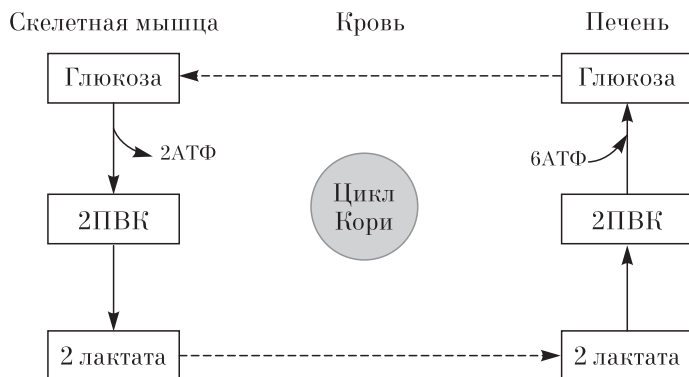 Скелетная мышца
Кровь
Печень
Глюкоза
Глюкоза
2АТФ
6АТФ
Цикл
Кори
2ПВК
2ПВК
2 лактата
2 лактата